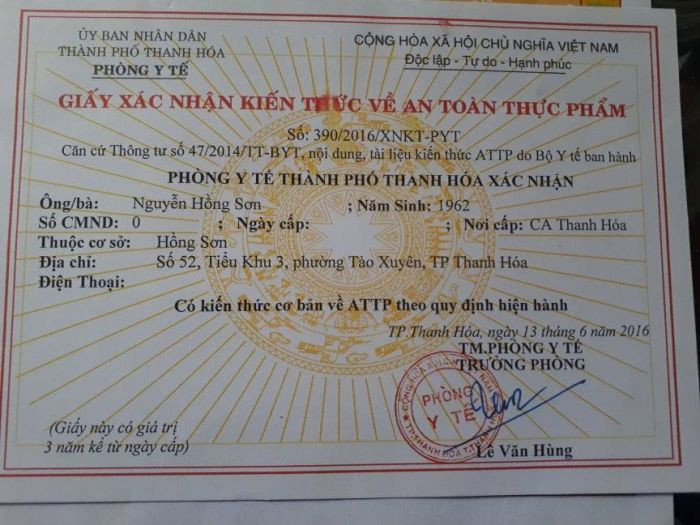 ỦY BAN NHÂN DÂN
THÀNH PHỐ THANH HÓA
PHÒNG Y TẾ
CỘNG HÒA XÃ HỘI CHỦ NGHĨA VIỆT NAM
Độc lập - Tự do - Hạnh phúc
GIẤY XÁC NHẬN KIẾN THỨC VỀ AN TOÀN THỰC PHẨM
Số: 390/2016/XNKT-PYT
Căn cứ Thông tư số 47/2014/TT-BYT, nội dung, tài liệu kiến thức ATTP do Bộ Y tế ban hành
PHÒNG Y TẾ THÀNH PHỐ THANH HÓA XÁC NHẬN
Ông/bà: Nguyễn Hồng Sơn ; Năm Sinh: 1962
Số CMND: 0 ; Ngày cấp: ; Nơi cấp: CA Thanh Hóa
Thuộc cơ sở: Hồng Sơn
Địa chỉ: Số 52, Tiểu Khu 3, phường Tào Xuyên, TP Thanh Hóa
Điện Thoại:
Có kiến thức cơ bản về ATTP theo quy định hiện hành
TP.Thanh Hóa, ngày 13 tháng 6 năm 2016
TM.PHÒNG Y TẾ
TRƯỞNG PHÒNG
PHÒNG
Y TẾ
Lê Văn Hùng
(Giấy này có giá trị
3 năm kể từ ngày cấp)